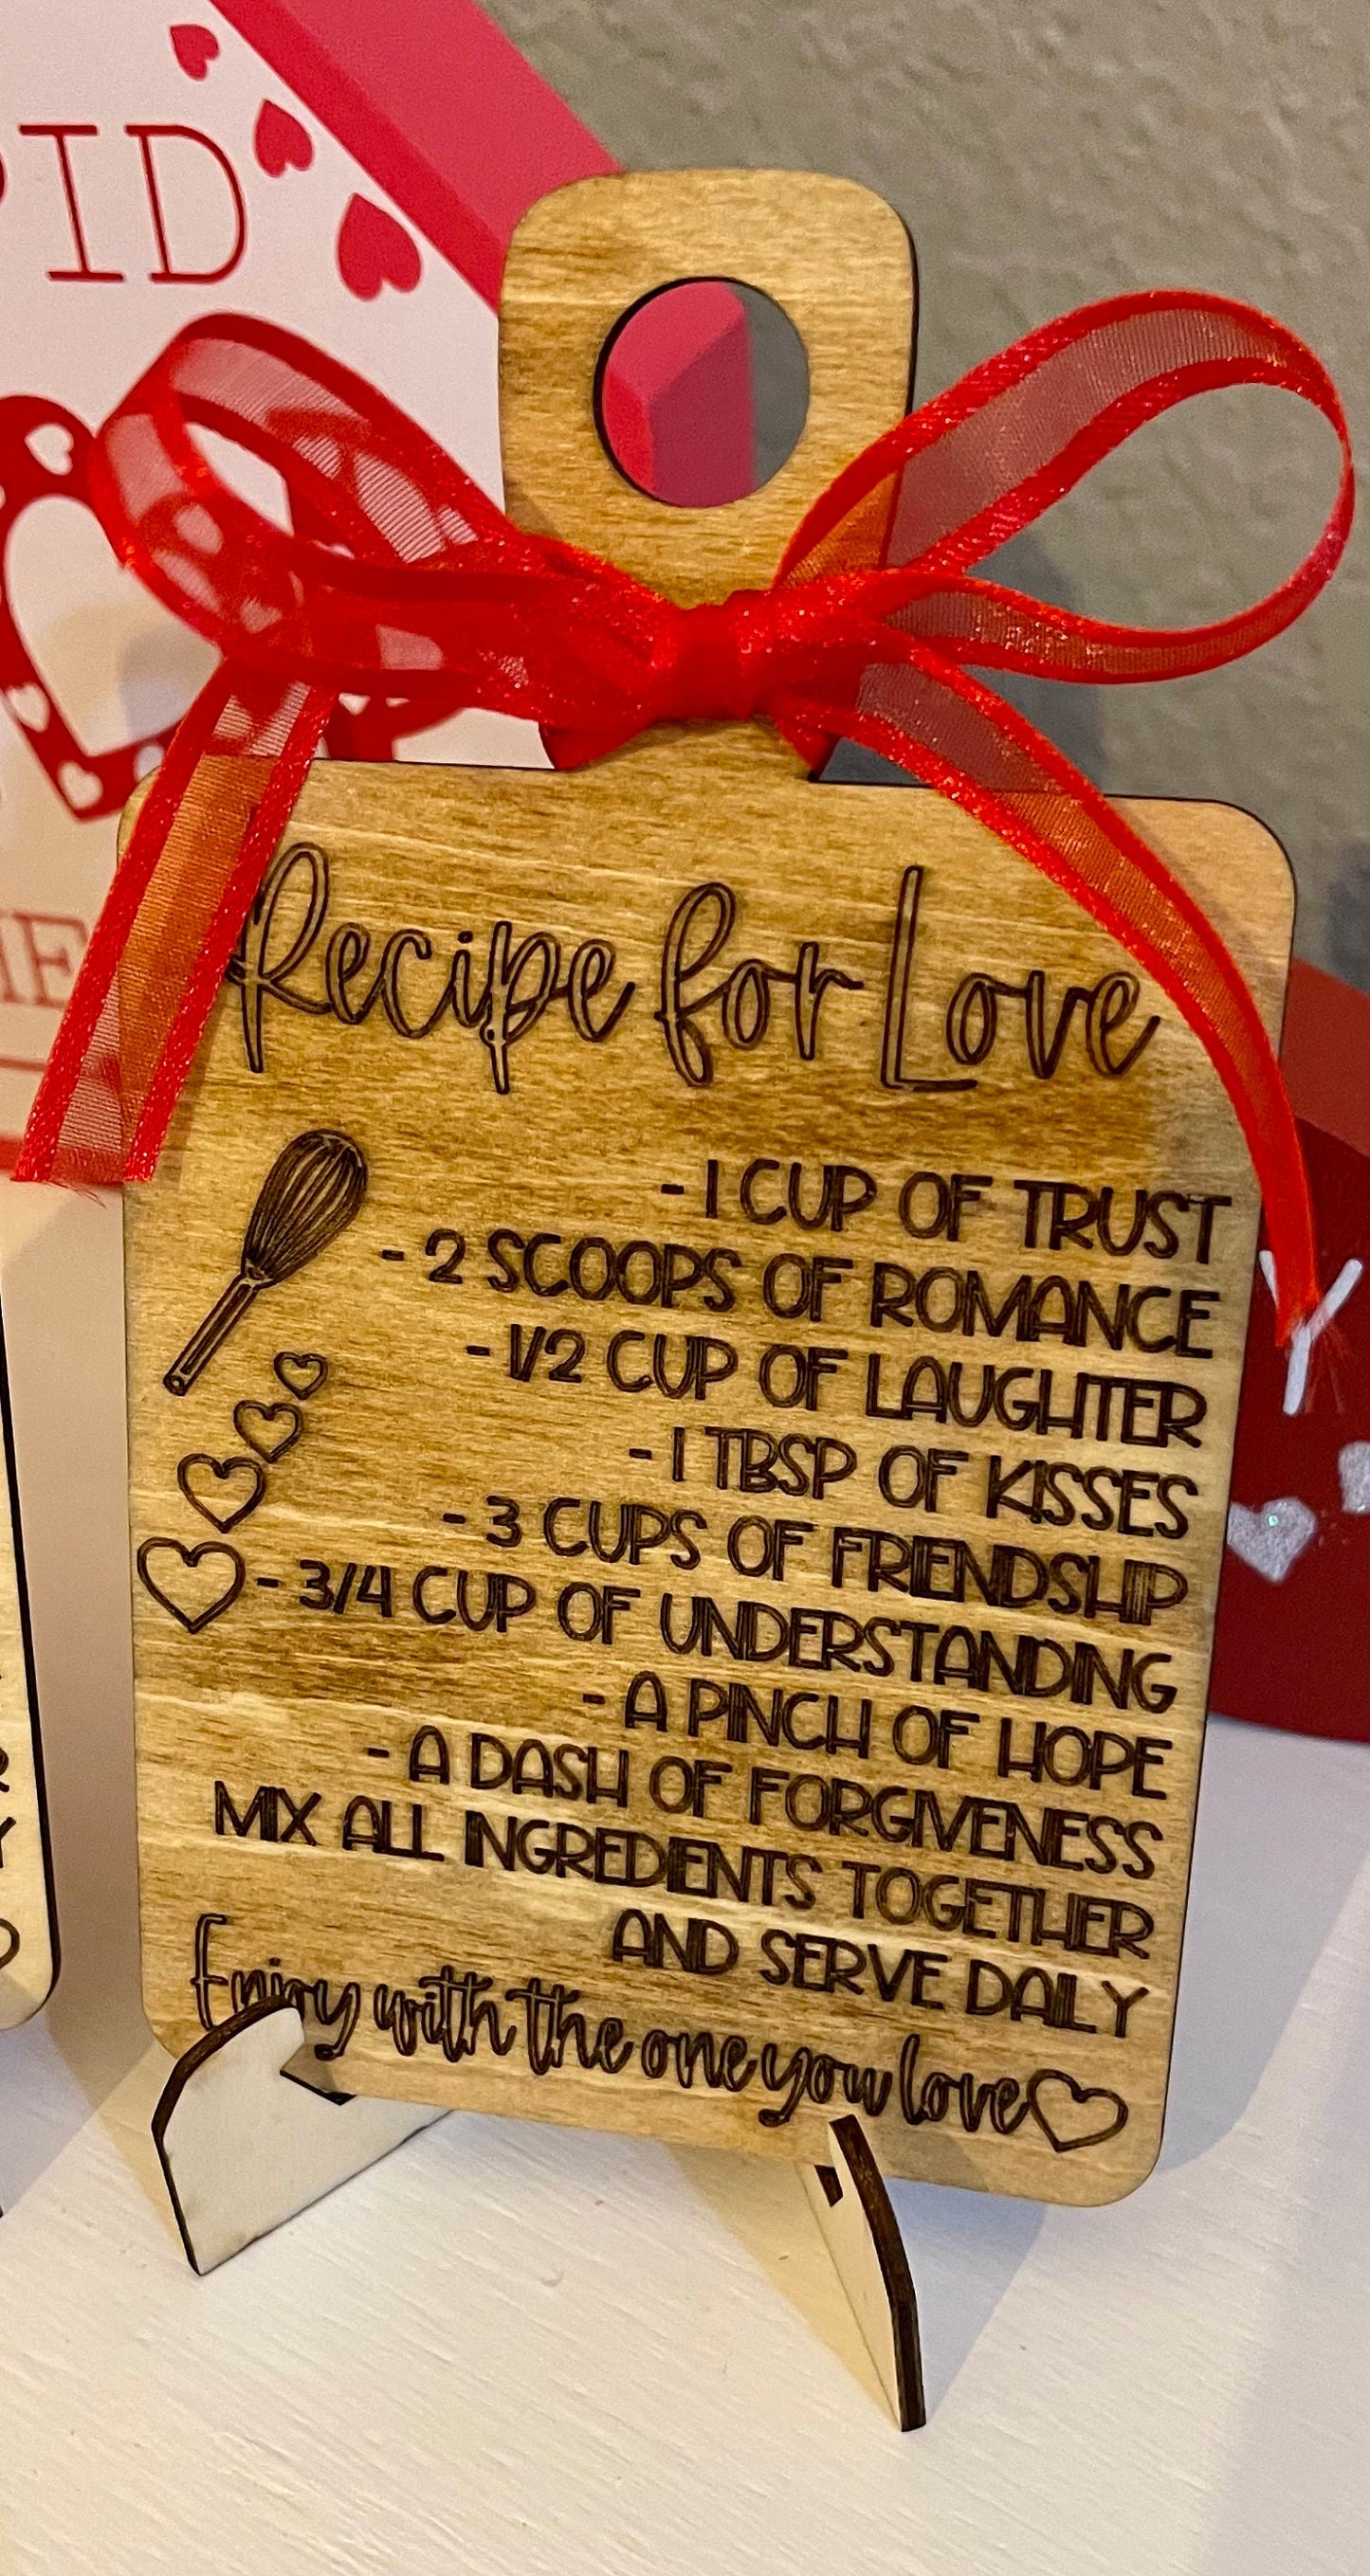 PID
Recipe for Love
- 1 CUP OF TRUST
- 2 SCOOPS OF ROMANCE
- 1/2 CUP OF LAUGHTER
- 1 TBSP OF KISSES
- 3 CUPS OF FRIENDSHIP
- 3/4 CUP OF UNDERSTANDING
- A PINCH OF HOPE
- A DASH OF FORGIVENESS
MIX ALL INGREDIENTS TOGETHER
AND SERVE DAILY
Enjoy with the one you love
Y